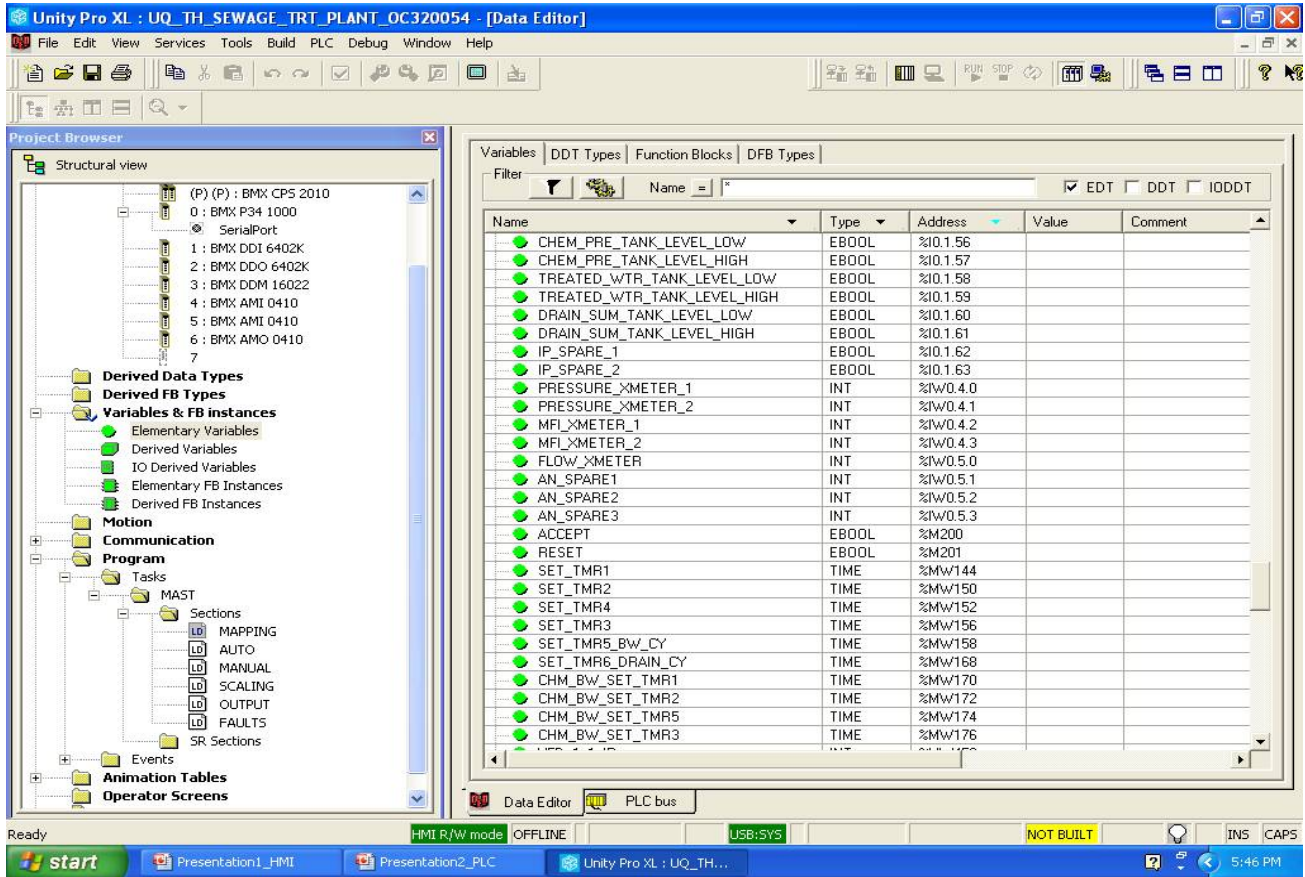 Unity Pro XL : UQ_TH_SEWAGE_TRT_PLANT_OC320054 - [Data Editor]
File Edit View Services Tools Build PLC Debug Window Help
RUN STOP
Project Browser
Structural view
(P) (P) : BMX CPS 2010
0 : BMX P34 1000
SerialPort
1 : BMX DDI 6402K
2 : BMX DDO 6402K
3 : BMX DDM 16022
4 : BMX AMI 0410
5 : BMX AMI 0410
6 : BMX AMO 0410
7
Derived Data Types
Derived FB Types
Variables & FB instances
Elementary Variables
Derived Variables
IO Derived Variables
Elementary FB Instances
Derived FB Instances
Motion
Communication
Program
Tasks
MAST
Sections
LD MAPPING
LD AUTO
LD MANUAL
LD SCALING
LD OUTPUT
LD FAULTS
SR Sections
Events
Animation Tables
Operator Screens
Variables DDT Types Function Blocks DFB Types
Filter
Name = * EDT DDT IODDT
Name Type Address Value Comment
CHEM_PRE_TANK_LEVEL_LOW EBOOL %I0.1.56
CHEM_PRE_TANK_LEVEL_HIGH EBOOL %I0.1.57
TREATED_WTR_TANK_LEVEL_LOW EBOOL %I0.1.58
TREATED_WTR_TANK_LEVEL_HIGH EBOOL %I0.1.59
DRAIN_SUM_TANK_LEVEL_LOW EBOOL %I0.1.60
DRAIN_SUM_TANK_LEVEL_HIGH EBOOL %I0.1.61
IP_SPARE_1 EBOOL %I0.1.62
IP_SPARE_2 EBOOL %I0.1.63
PRESSURE_XMETER_1 INT %IW0.4.0
PRESSURE_XMETER_2 INT %IW0.4.1
MFI_XMETER_1 INT %IW0.4.2
MFI_XMETER_2 INT %IW0.4.3
FLOW_XMETER INT %IW0.5.0
AN_SPARE1 INT %IW0.5.1
AN_SPARE2 INT %IW0.5.2
AN_SPARE3 INT %IW0.5.3
ACCEPT EBOOL %M200
RESET EBOOL %M201
SET_TMR1 TIME %MW144
SET_TMR2 TIME %MW150
SET_TMR4 TIME %MW152
SET_TMR3 TIME %MW156
SET_TMR5_BW_CY TIME %MW158
SET_TMR6_DRAIN_CY TIME %MW168
CHM_BW_SET_TMR1 TIME %MW170
CHM_BW_SET_TMR2 TIME %MW172
CHM_BW_SET_TMR5 TIME %MW174
CHM_BW_SET_TMR3 TIME %MW176
Data Editor PLC bus
Ready HMI R/W mode OFFLINE USB:SYS NOT BUILT INS CAPS
start Presentation1_HMI Presentation2_PLC Unity Pro XL : UQ_TH... 5:46 PM